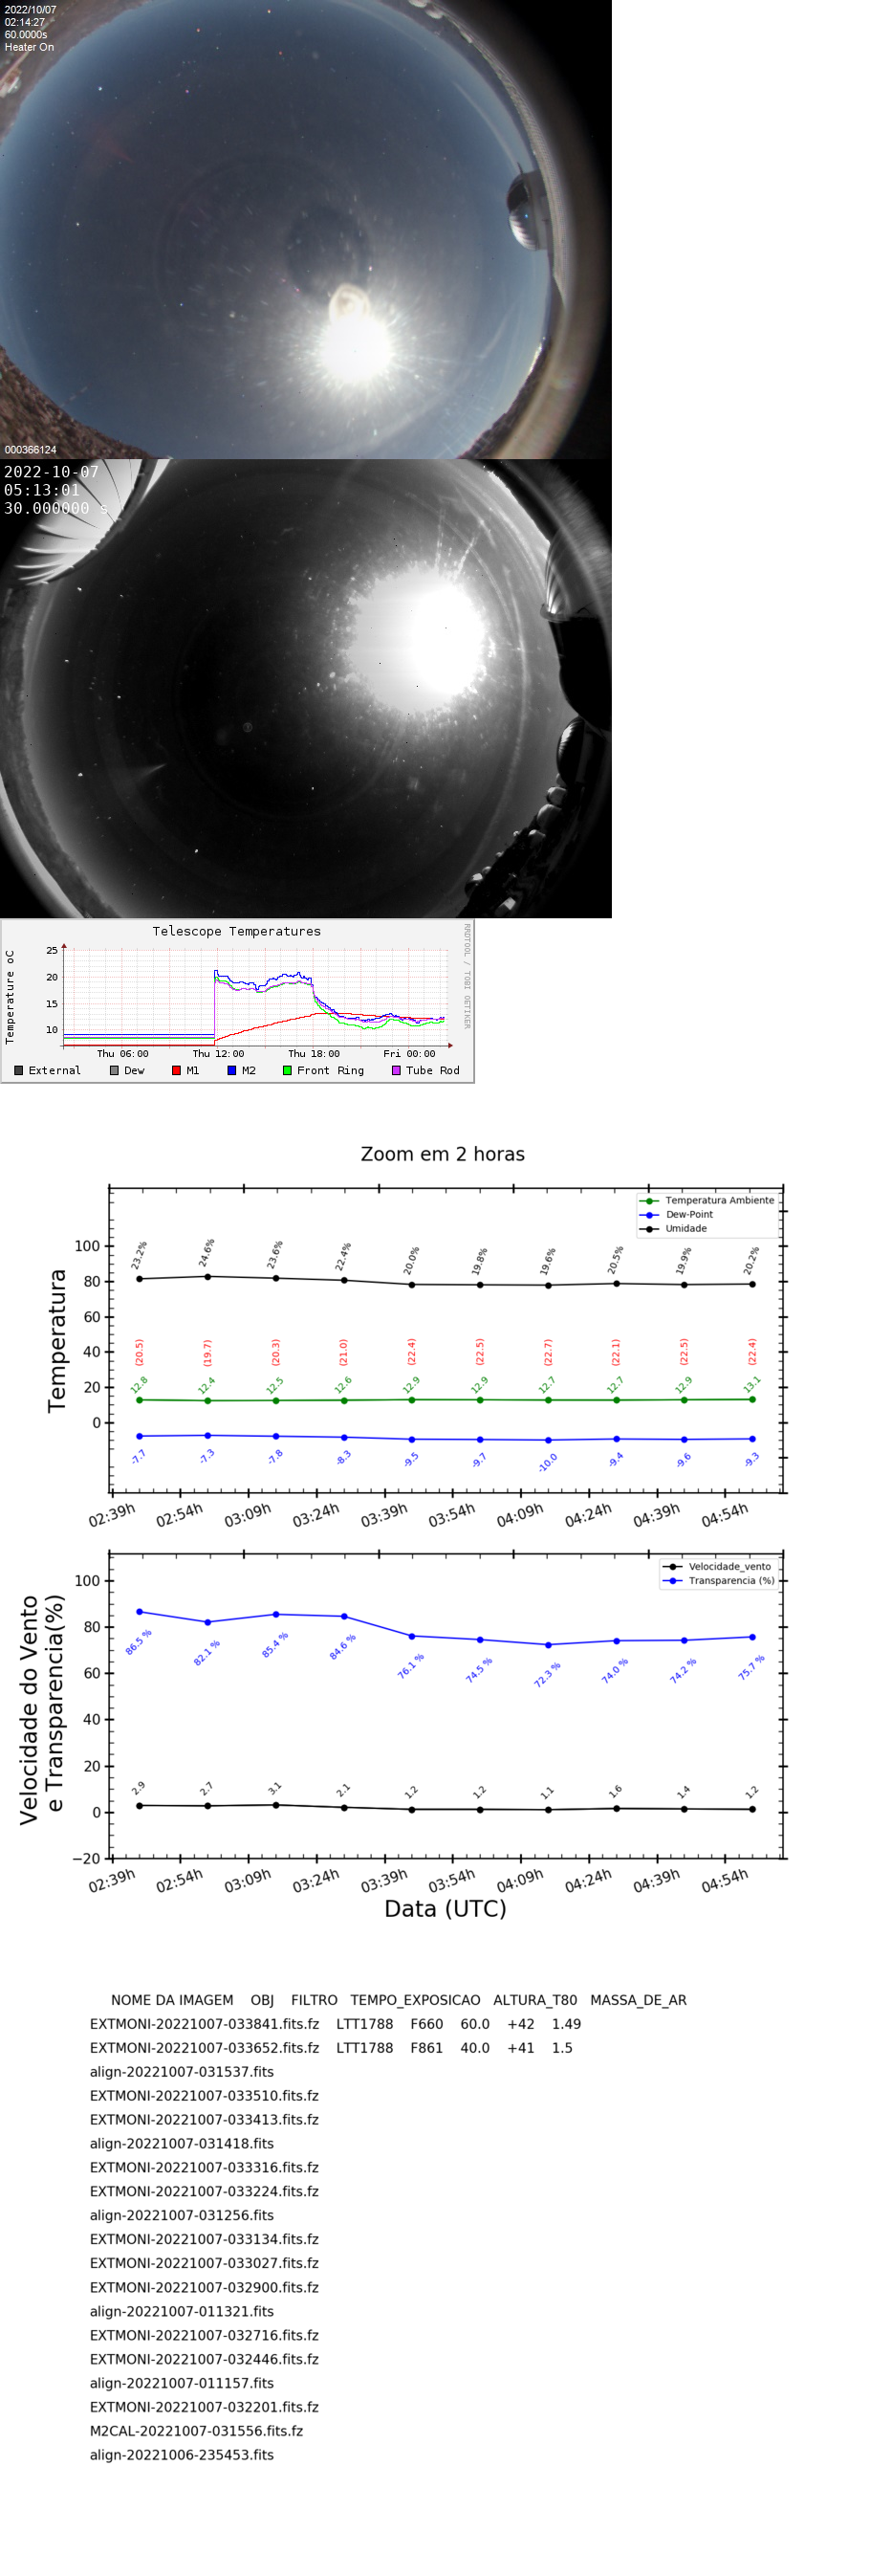 2022/10/07
02:14:27
60.0000s
Heater On
000366124
2022-10-07
05:13:01
30.000000 s
Telescope Temperatures
RRDTOOL / TOBI OETIKER
Temperature oC
25
20
15
10
Thu 06:00 Thu 12:00 Thu 18:00 Fri 00:00
External Dew M1 M2 Front Ring Tube Rod
Zoom em 2 horas
Temperatura Ambiente
Dew-Point
Umidade
Temperatura
100
80
60
40
20
0
23.2% 24.6% 23.6% 22.4% 20.0% 19.8% 19.6% 20.5% 19.9% 20.2%
(20.5) (19.7) (20.3) (21.0) (22.4) (22.5) (22.7) (22.1) (22.5) (22.4)
12.8 12.4 12.5 12.6 12.9 12.9 12.7 12.7 12.9 13.1
-7.7 -7.3 -7.8 -8.3 -9.5 -9.7 -10.0 -9.4 -9.6 -9.3
02:39h 02:54h 03:09h 03:24h 03:39h 03:54h 04:09h 04:24h 04:39h 04:54h
Velocidade_vento
Transparencia (%)
Velocidade do Vento
e Transparencia(%)
100
80
60
40
20
0
−20
86.5 % 82.1 % 85.4 % 84.6 % 76.1 % 74.5 % 72.3 % 74.0 % 74.2 % 75.7 %
2.9 2.7 3.1 2.1 1.2 1.2 1.1 1.6 1.4 1.2
02:39h 02:54h 03:09h 03:24h 03:39h 03:54h 04:09h 04:24h 04:39h 04:54h
Data (UTC)
NOME DA IMAGEM OBJ FILTRO TEMPO_EXPOSICAO ALTURA_T80 MASSA_DE_AR
EXTMONI-20221007-033841.fits.fz LTT1788 F660 60.0 +42 1.49
EXTMONI-20221007-033652.fits.fz LTT1788 F861 40.0 +41 1.5
align-20221007-031537.fits
EXTMONI-20221007-033510.fits.fz
EXTMONI-20221007-033413.fits.fz
align-20221007-031418.fits
EXTMONI-20221007-033316.fits.fz
EXTMONI-20221007-033224.fits.fz
align-20221007-031256.fits
EXTMONI-20221007-033134.fits.fz
EXTMONI-20221007-033027.fits.fz
EXTMONI-20221007-032900.fits.fz
align-20221007-011321.fits
EXTMONI-20221007-032716.fits.fz
EXTMONI-20221007-032446.fits.fz
align-20221007-011157.fits
EXTMONI-20221007-032201.fits.fz
M2CAL-20221007-031556.fits.fz
align-20221006-235453.fits